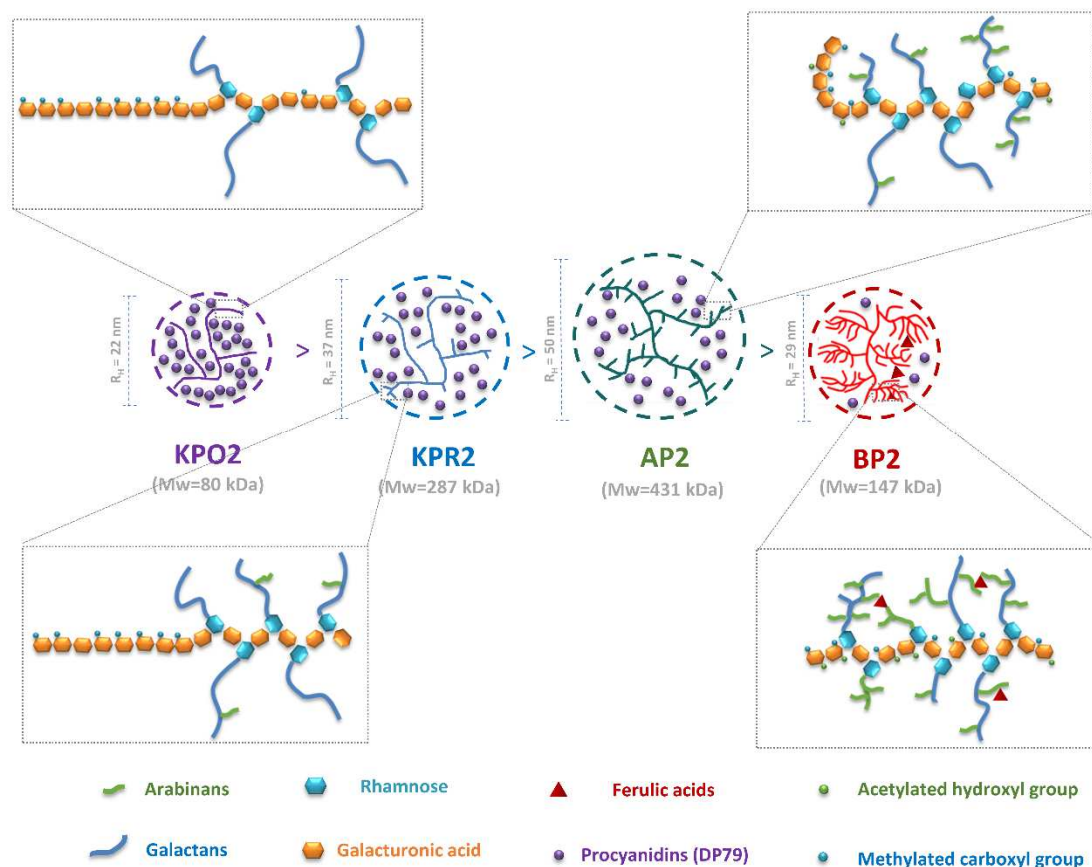 R_H = 22 nm
R_H = 37 nm
R_H = 50 nm
R_H = 29 nm
>
>
>
KPO2
(Mw=80 kDa)
KPR2
(Mw=287 kDa)
AP2
(Mw=431 kDa)
BP2
(Mw=147 kDa)
Arabinans
Rhamnose
Ferulic acids
Acetylated hydroxyl group
Galactans
Galacturonic acid
Procyanidins (DP79)
Methylated carboxyl group